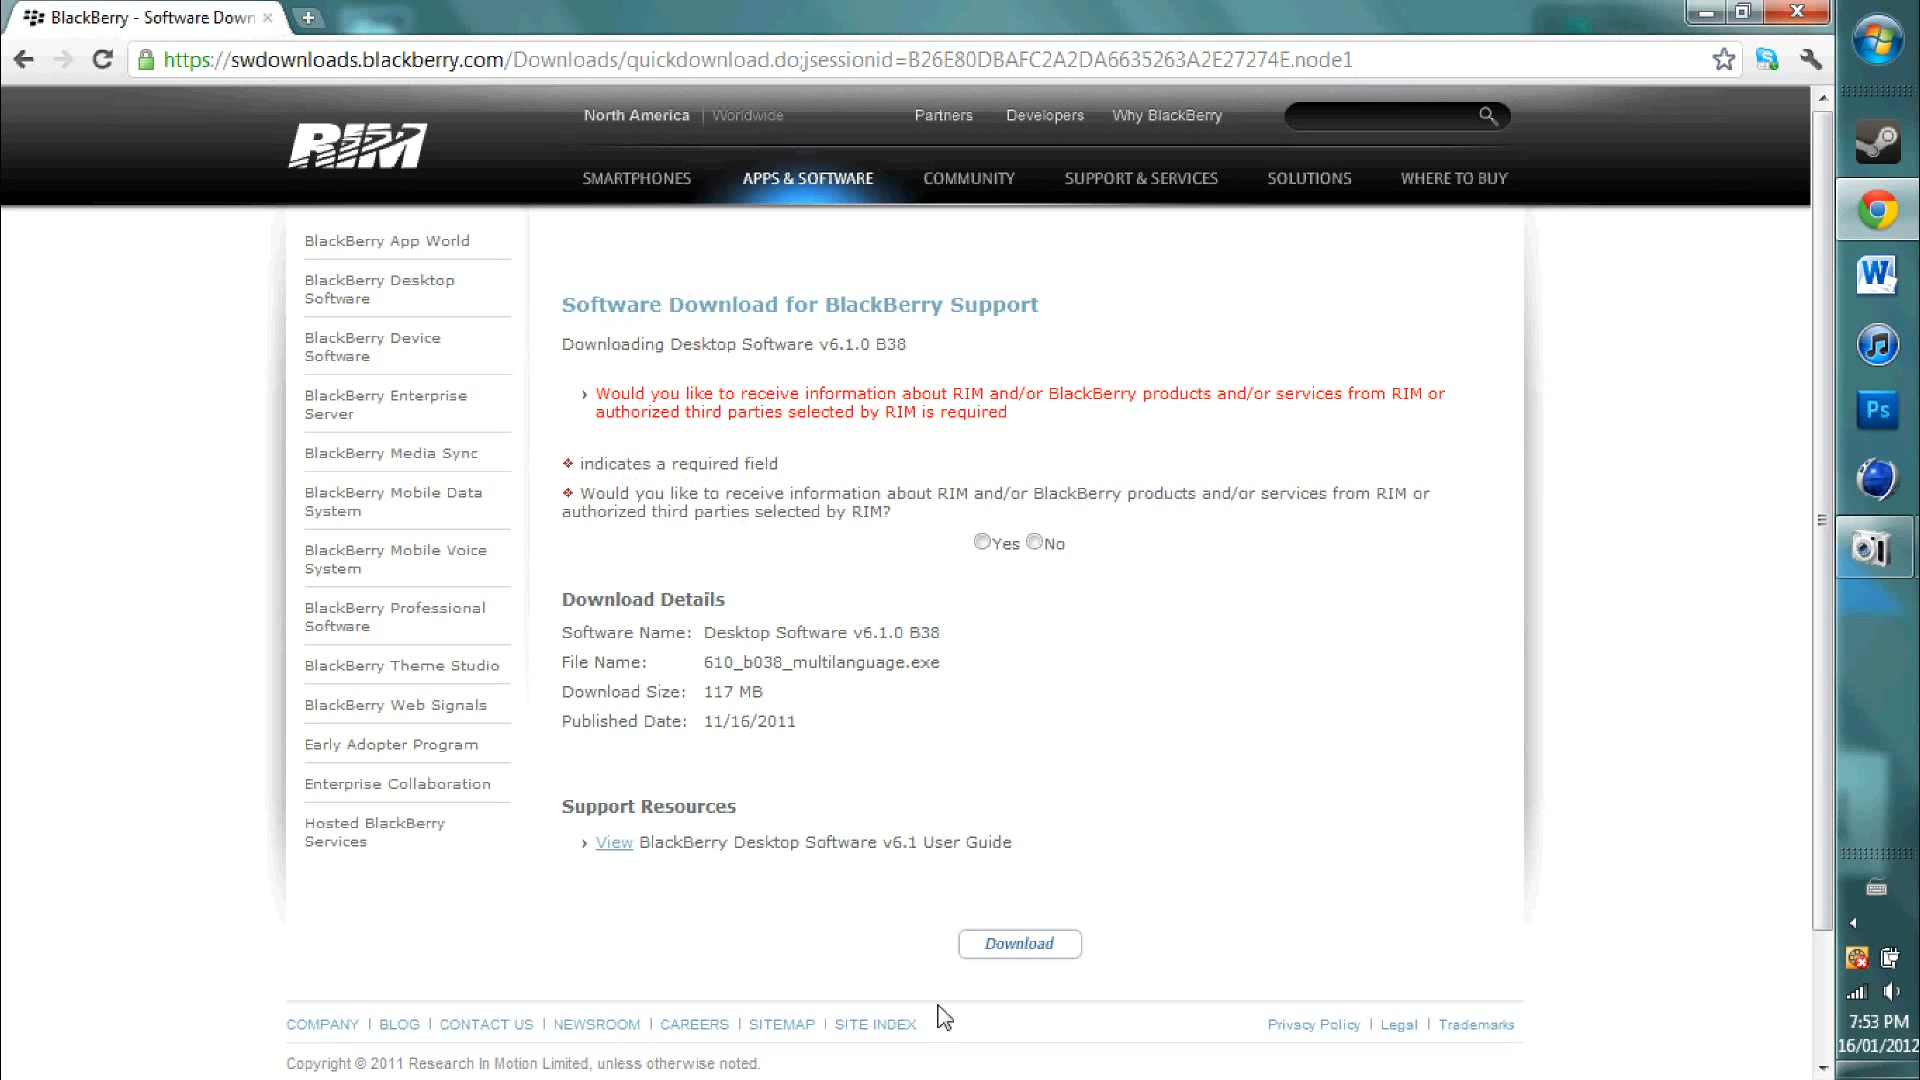 BlackBerry - Software Down
https://swdownloads.blackberry.com/Downloads/quickdownload.do;jsessionid=B26E80DBAFC2A2DA6635263A2E27274E.node1
North America | Worldwide
Partners Developers Why BlackBerry
RIM
SMARTPHONES APPS & SOFTWARE COMMUNITY SUPPORT & SERVICES SOLUTIONS WHERE TO BUY
BlackBerry App World
BlackBerry Desktop
Software
BlackBerry Device
Software
BlackBerry Enterprise
Server
BlackBerry Media Sync
BlackBerry Mobile Data
System
BlackBerry Mobile Voice
System
BlackBerry Professional
Software
BlackBerry Theme Studio
BlackBerry Web Signals
Early Adopter Program
Enterprise Collaboration
Hosted BlackBerry
Services
Software Download for BlackBerry Support
Downloading Desktop Software v6.1.0 B38
› Would you like to receive information about RIM and/or BlackBerry products and/or services from RIM or
authorized third parties selected by RIM is required
❖ indicates a required field
❖ Would you like to receive information about RIM and/or BlackBerry products and/or services from RIM or
authorized third parties selected by RIM?
Yes No
Download Details
Software Name: Desktop Software v6.1.0 B38
File Name: 610_b038_multilanguage.exe
Download Size: 117 MB
Published Date: 11/16/2011
Support Resources
› View BlackBerry Desktop Software v6.1 User Guide
Download
COMPANY | BLOG | CONTACT US | NEWSROOM | CAREERS | SITEMAP | SITE INDEX
Privacy Policy | Legal | Trademarks
Copyright © 2011 Research In Motion Limited, unless otherwise noted.
W
Ps
7:53 PM
16/01/2012